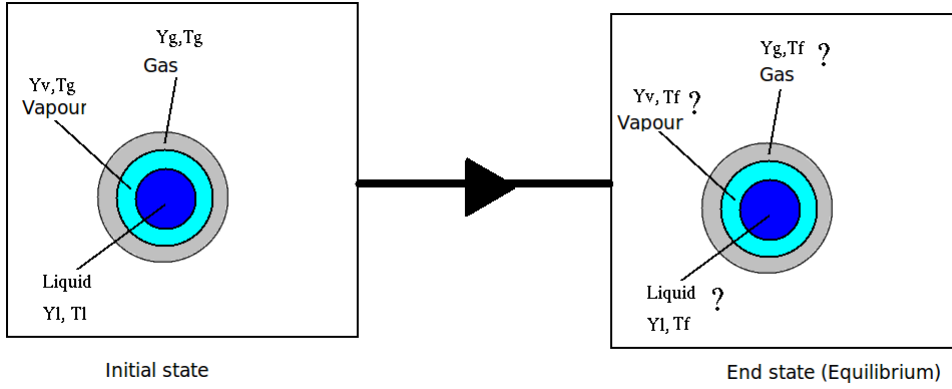 Yg,Tg
Gas
Yv,Tg
Vapour
Liquid
Yl, Tl
Initial state
Yg,Tf ?
Gas
Yv, Tf ?
Vapour
Liquid ?
Yl, Tf
End state (Equilibrium)